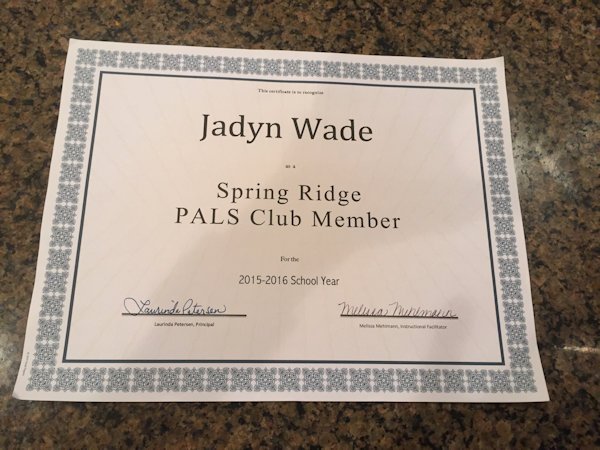 This certificate is to recognize
Jadyn Wade
as a
Spring Ridge
PALS Club Member
For the
2015-2016 School Year
Laurinda Petersen
Melissa Mehlmann
Laurinda Petersen, Principal
Melissa Mehlmann, Instructional Facilitator